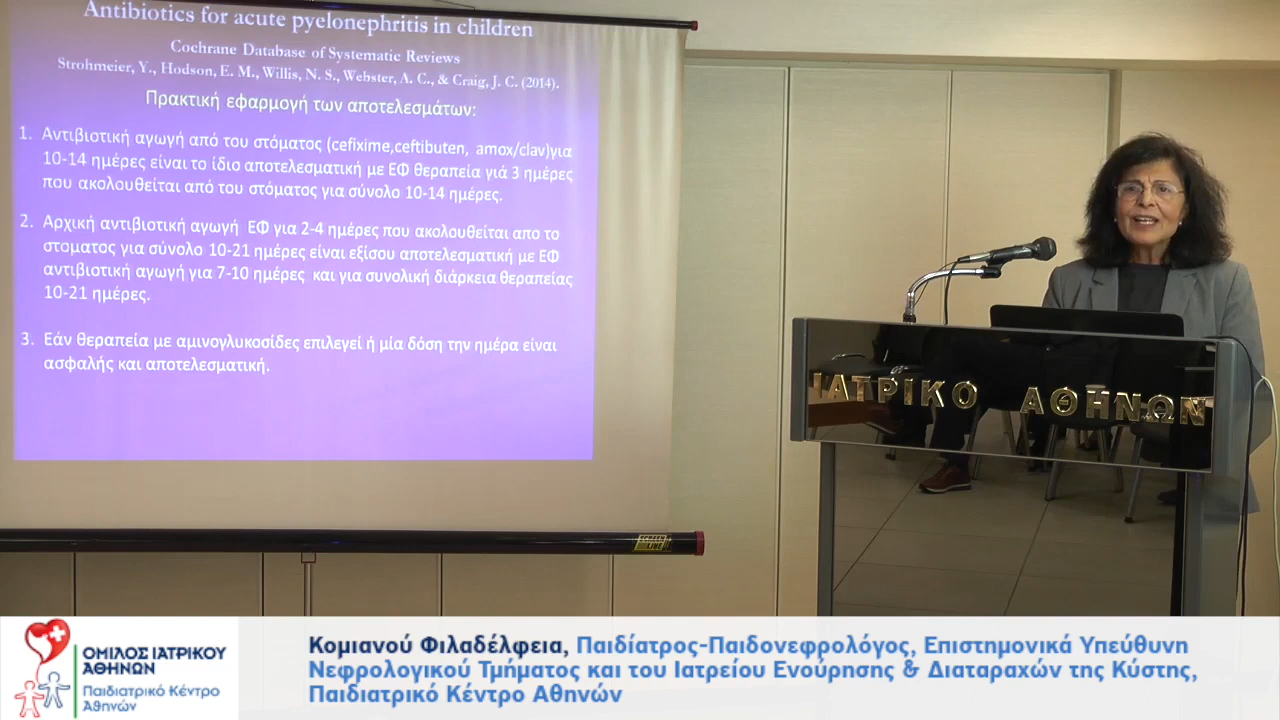 Antibiotics for acute pyelonephritis in children
Cochrane Database of Systematic Reviews
Strohmeier, Y., Hodson, E. M., Willis, N. S., Webster, A. C., & Craig, J. C. (2014).
Πρακτική εφαρμογή των αποτελεσμάτων:
1. Αντιβιοτική αγωγή από του στόματος (cefixime,ceftibuten, amox/clav)για
10-14 ημέρες είναι το ίδιο αποτελεσματική με ΕΦ θεραπεία γιά 3 ημέρες
που ακολουθείται από του στόματος για σύνολο 10-14 ημέρες.
2. Αρχική αντιβιοτική αγωγή ΕΦ για 2-4 ημέρες που ακολουθείται απο το
στοματος για σύνολο 10-21 ημέρες είναι εξίσου αποτελεσματική με ΕΦ
αντιβιοτική αγωγή για 7-10 ημέρες και για συνολική διάρκεια θεραπείας
10-21 ημέρες.
3. Εάν θεραπεία με αμινογλυκοσίδες επιλεγεί ή μία δόση την ημέρα είναι
ασφαλής και αποτελεσματική.
ΙΑΤΡΙΚΟ ΑΘΗΝΩΝ
SCREEN
LINE
ΟΜΙΛΟΣ ΙΑΤΡΙΚΟΥ
ΑΘΗΝΩΝ
Παιδιατρικό Κέντρο
Αθηνών
Κομιανού Φιλαδέλφεια, Παιδίατρος-Παιδονεφρολόγος, Επιστημονικά Υπεύθυνη
Νεφρολογικού Τμήματος και του Ιατρείου Ενούρησης & Διαταραχών της Κύστης,
Παιδιατρικό Κέντρο Αθηνών